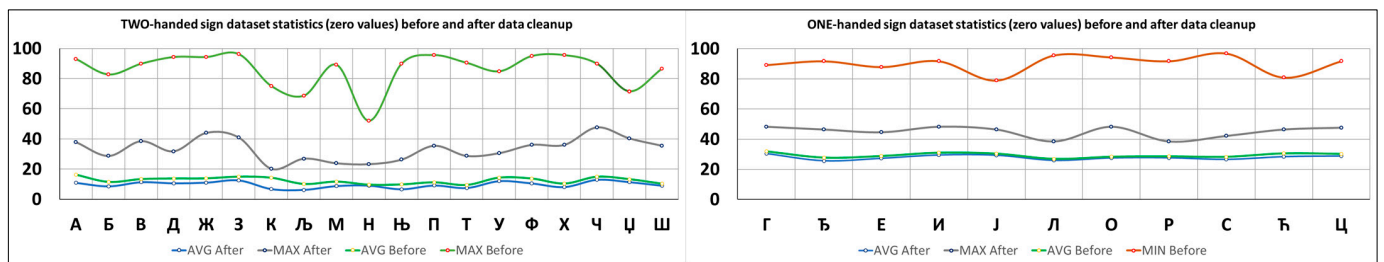 TWO-handed sign dataset statistics (zero values) before and after data cleanup
100
80
60
40
20
0
А Б В Д Ж З К Љ М Н Њ П Т У Ф Х Ч Џ Ш
AVG After MAX After AVG Before MAX Before
ONE-handed sign dataset statistics (zero values) before and after data cleanup
100
80
60
40
20
0
Г Ђ Е И Ј Л О Р С Ћ Ц
AVG After MAX After AVG Before MIN Before